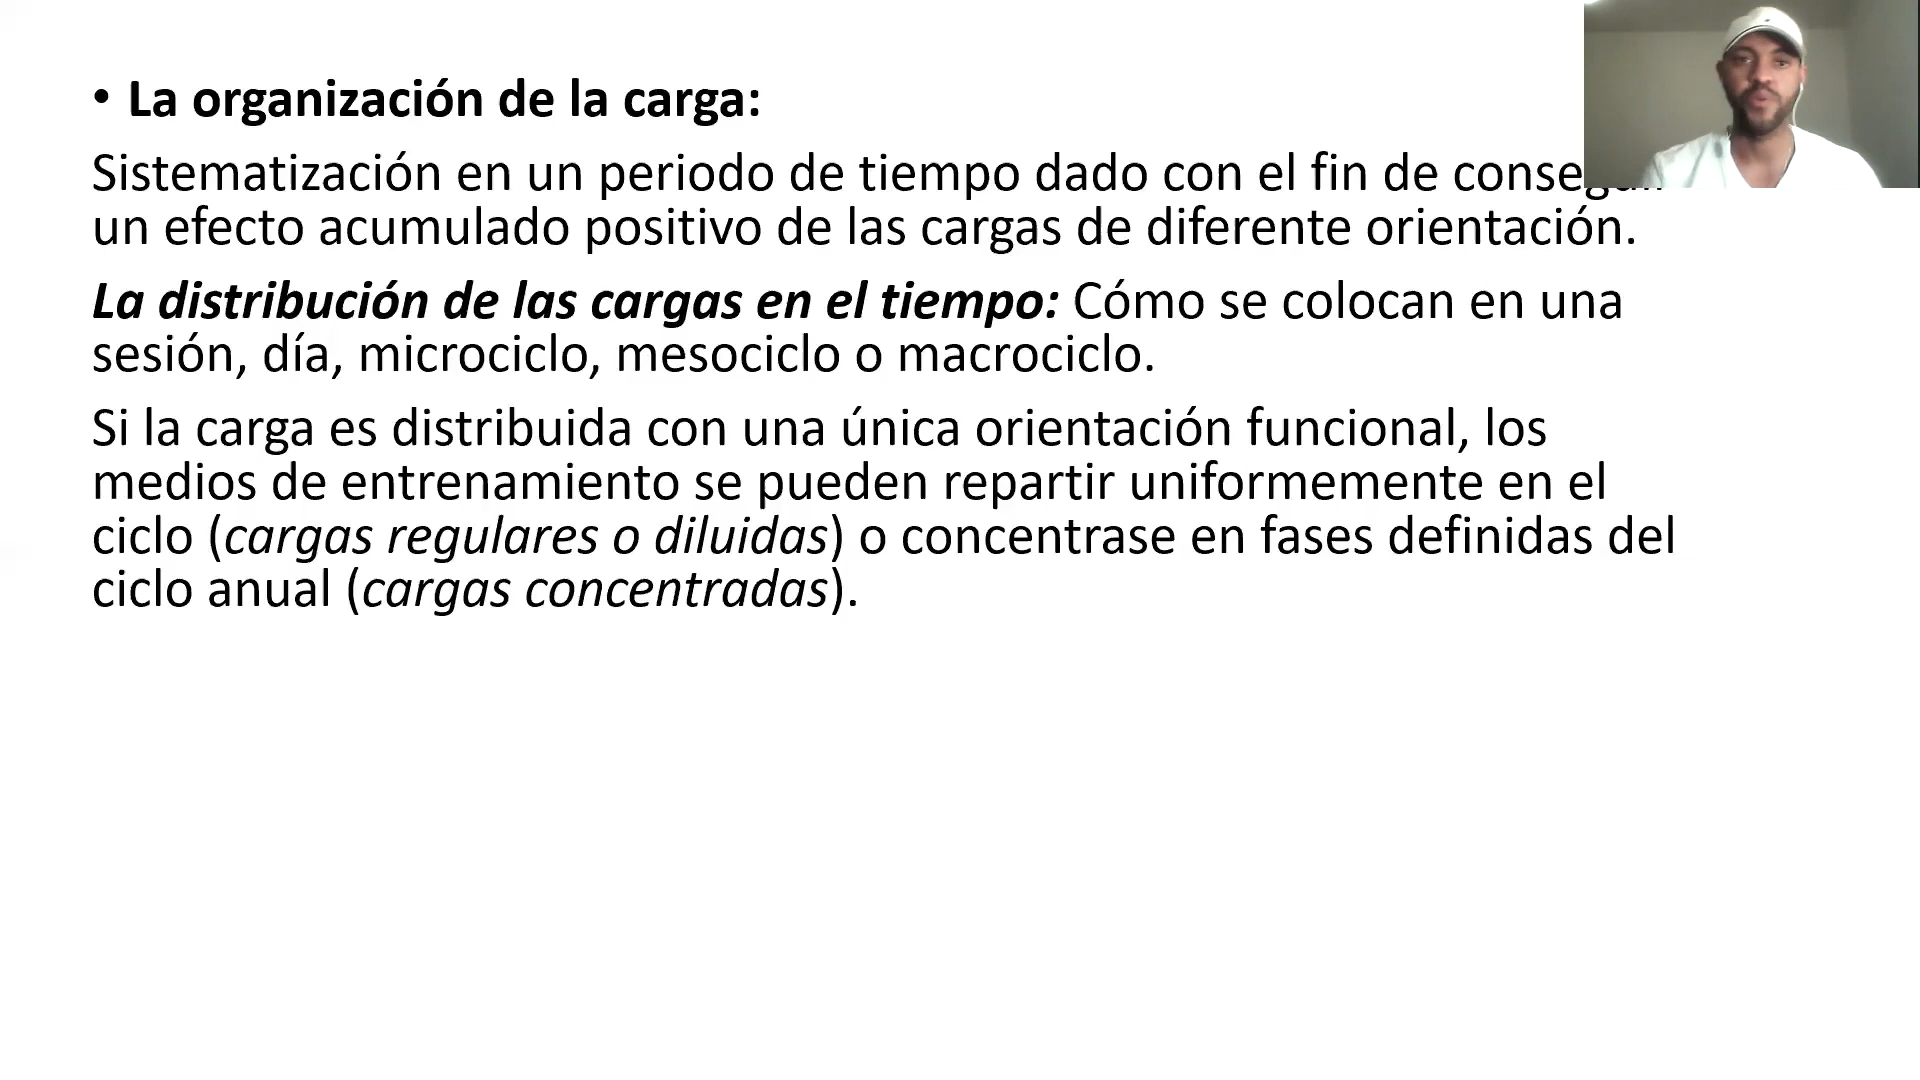 • La organización de la carga:
Sistematización en un periodo de tiempo dado con el fin de
un efecto acumulado positivo de las cargas de diferente orientación.
La distribución de las cargas en el tiempo: Cómo se colocan en una
sesión, día, microciclo, mesociclo o macrociclo.
Si la carga es distribuida con una única orientación funcional, los
medios de entrenamiento se pueden repartir uniformemente en el
ciclo (cargas regulares o diluidas) o concentrase en fases definidas del
ciclo anual (cargas concentradas).